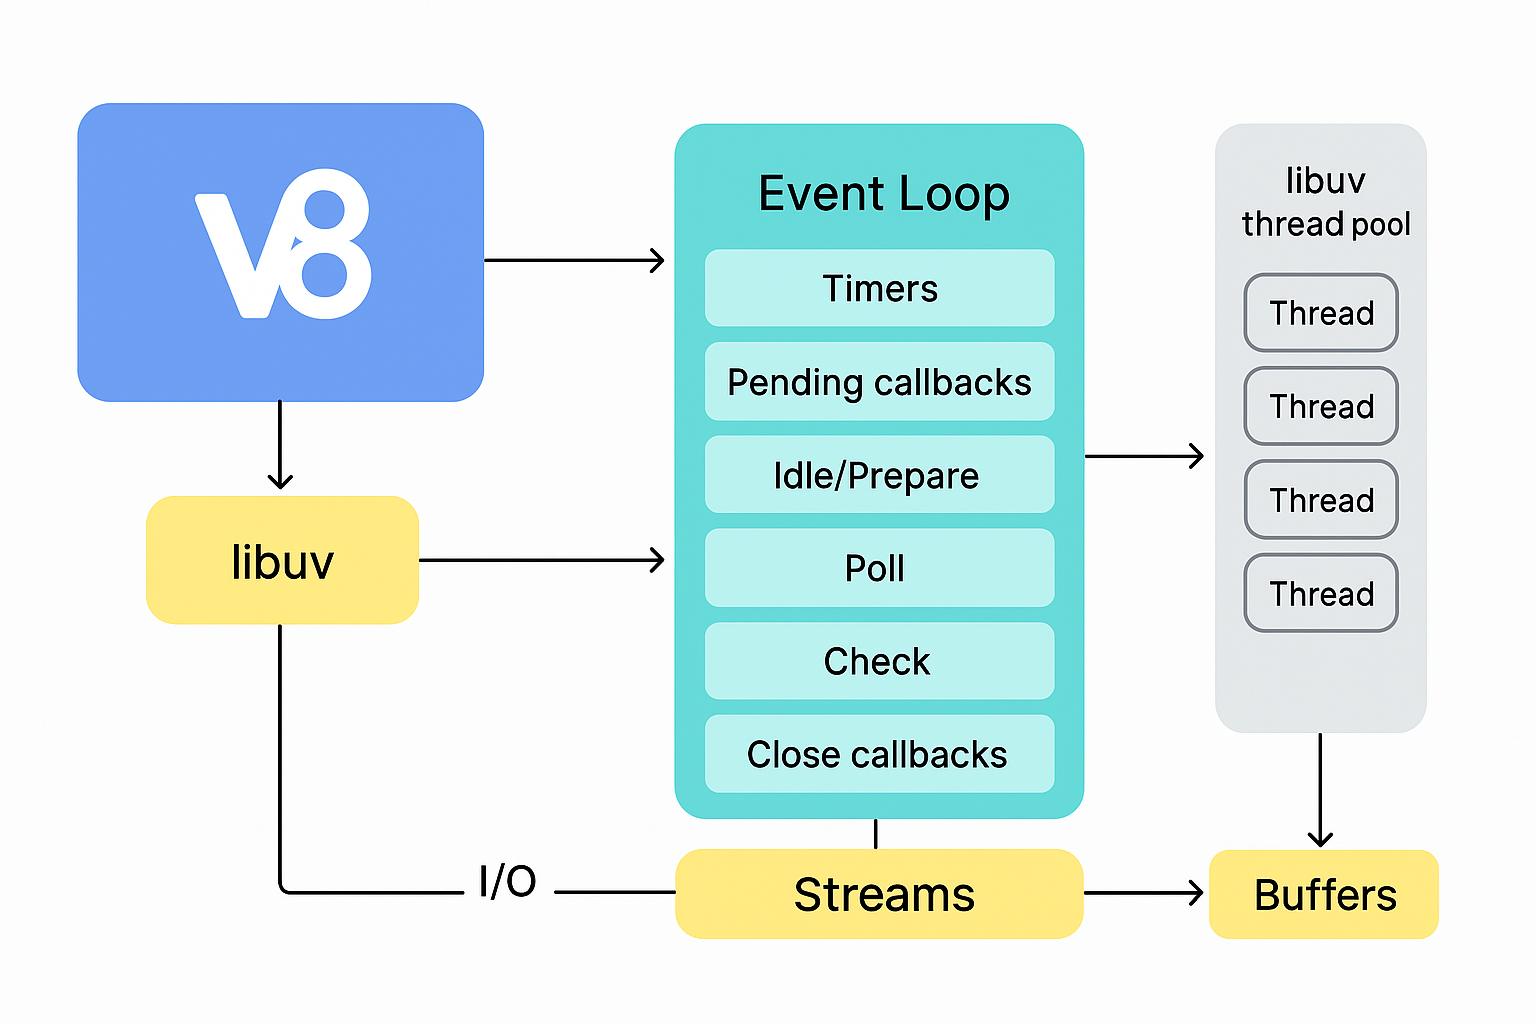 V8
Event Loop
Timers
Pending callbacks
Idle/Prepare
Poll
Check
Close callbacks
libuv
thread pool
Thread
Thread
Thread
Thread
libuv
I/O
Streams
Buffers